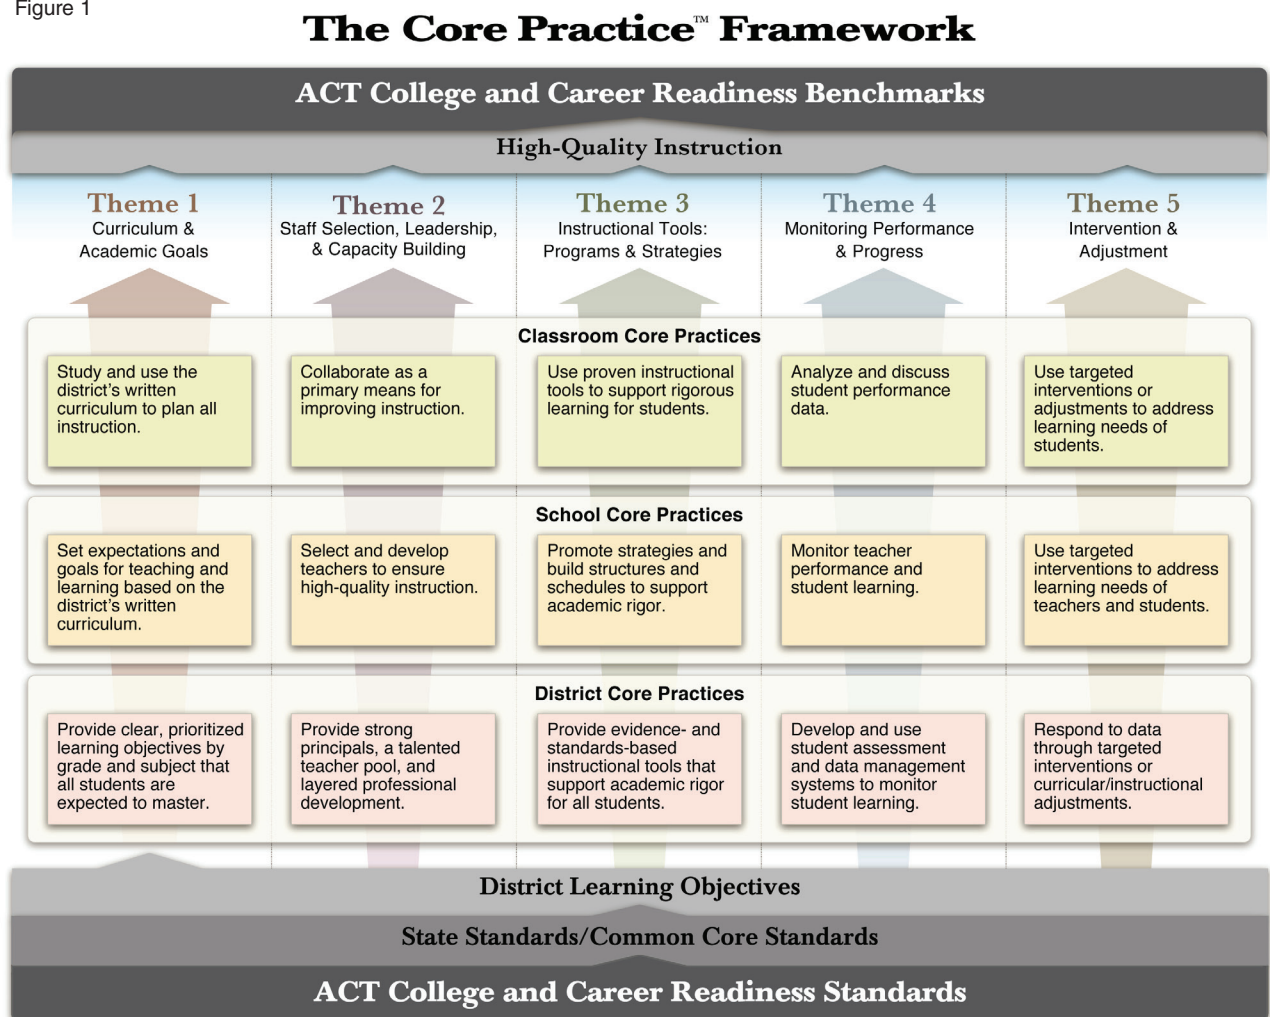 Figure 1
The Core Practice™ Framework
ACT College and Career Readiness Benchmarks
High-Quality Instruction
Theme 1
Curriculum &
Academic Goals
Theme 2
Staff Selection, Leadership,
& Capacity Building
Theme 3
Instructional Tools:
Programs & Strategies
Theme 4
Monitoring Performance
& Progress
Theme 5
Intervention &
Adjustment
Classroom Core Practices
Study and use the
district's written
curriculum to plan all
instruction.
Collaborate as a
primary means for
improving instruction.
Use proven instructional
tools to support rigorous
learning for students.
Analyze and discuss
student performance
data.
Use targeted
interventions or
adjustments to address
learning needs of
students.
School Core Practices
Set expectations and
goals for teaching and
learning based on the
district's written
curriculum.
Select and develop
teachers to ensure
high-quality instruction.
Promote strategies and
build structures and
schedules to support
academic rigor.
Monitor teacher
performance and
student learning.
Use targeted
interventions to address
learning needs of
teachers and students.
District Core Practices
Provide clear, prioritized
learning objectives by
grade and subject that
all students are
expected to master.
Provide strong
principals, a talented
teacher pool, and
layered professional
development.
Provide evidence- and
standards-based
instructional tools that
support academic rigor
for all students.
Develop and use
student assessment
and data management
systems to monitor
student learning.
Respond to data
through targeted
interventions or
curricular/instructional
adjustments.
District Learning Objectives
State Standards/Common Core Standards
ACT College and Career Readiness Standards